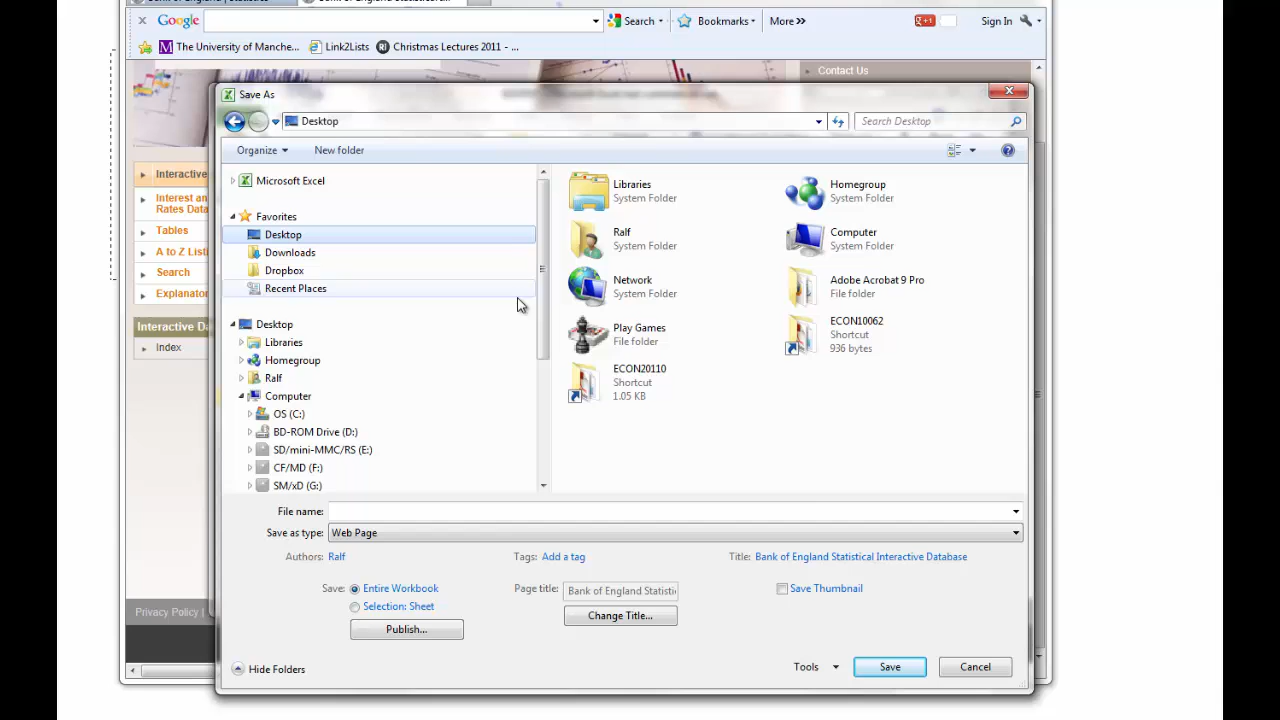 Google
Search
Bookmarks
More »
Sign In
The University of Manche...
Link2Lists
Christmas Lectures 2011 - ...
Contact Us
Save As
Desktop
Search Desktop
Organize
New folder
Microsoft Excel
Favorites
Desktop
Downloads
Dropbox
Recent Places
Desktop
Libraries
Homegroup
Ralf
Computer
OS (C:)
BD-ROM Drive (D:)
SD/mini-MMC/RS (E:)
CF/MD (F:)
SM/xD (G:)
Libraries
System Folder
Homegroup
System Folder
Ralf
System Folder
Computer
System Folder
Network
System Folder
Adobe Acrobat 9 Pro
File folder
Play Games
File folder
ECON10062
Shortcut
936 bytes
ECON20110
Shortcut
1.05 KB
Interactive
Interest an
Rates Data
Tables
A to Z Listi
Search
Explanator
Interactive Da
Index
Privacy Policy |
File name:
Save as type: Web Page
Authors: Ralf
Tags: Add a tag
Title: Bank of England Statistical Interactive Database
Save: Entire Workbook
Selection: Sheet
Publish...
Page title: Bank of England Statisti
Change Title...
Save Thumbnail
Hide Folders
Tools
Save
Cancel